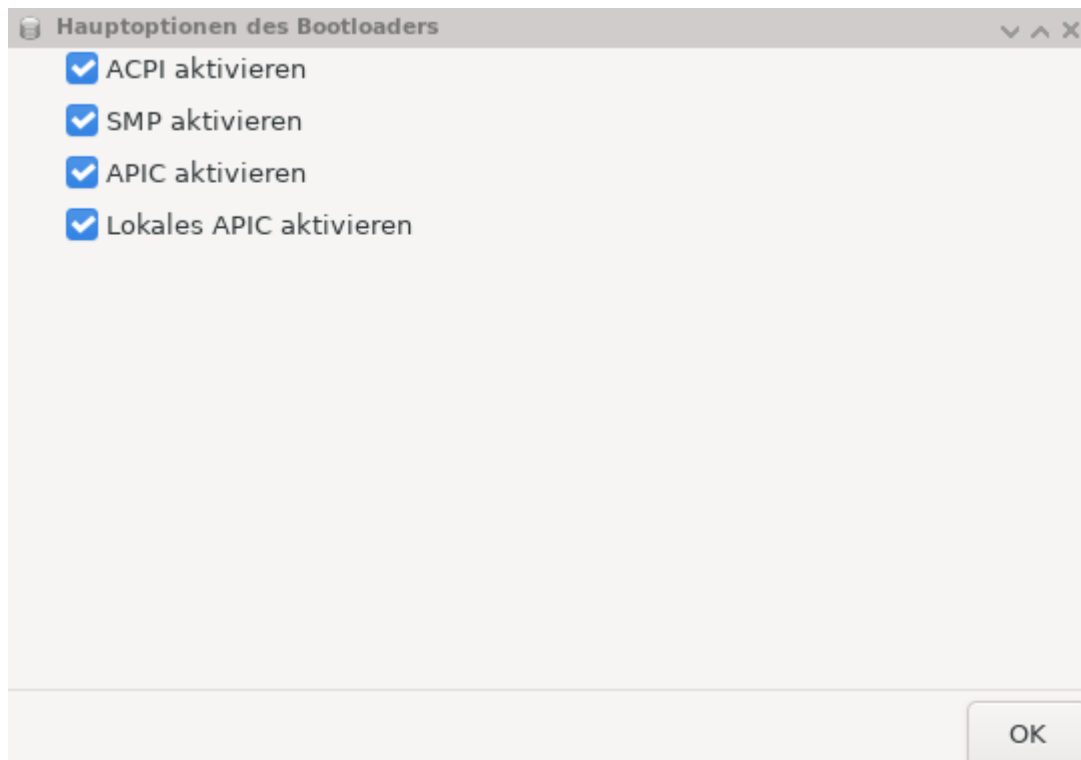 Hauptoptionen des Bootloaders
ACPI aktivieren
SMP aktivieren
APIC aktivieren
Lokales APIC aktivieren
OK